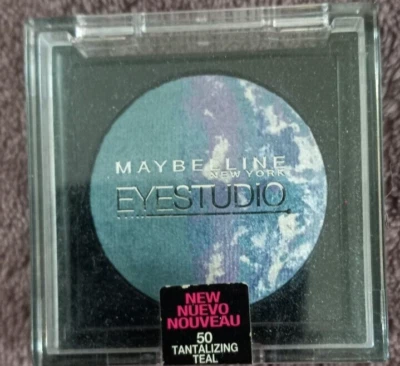 MAYBELLINE
NEW YORK
EYESTUDIO
NEW
NUEVO
NOUVEAU
50
TANTALIZING
TEAL